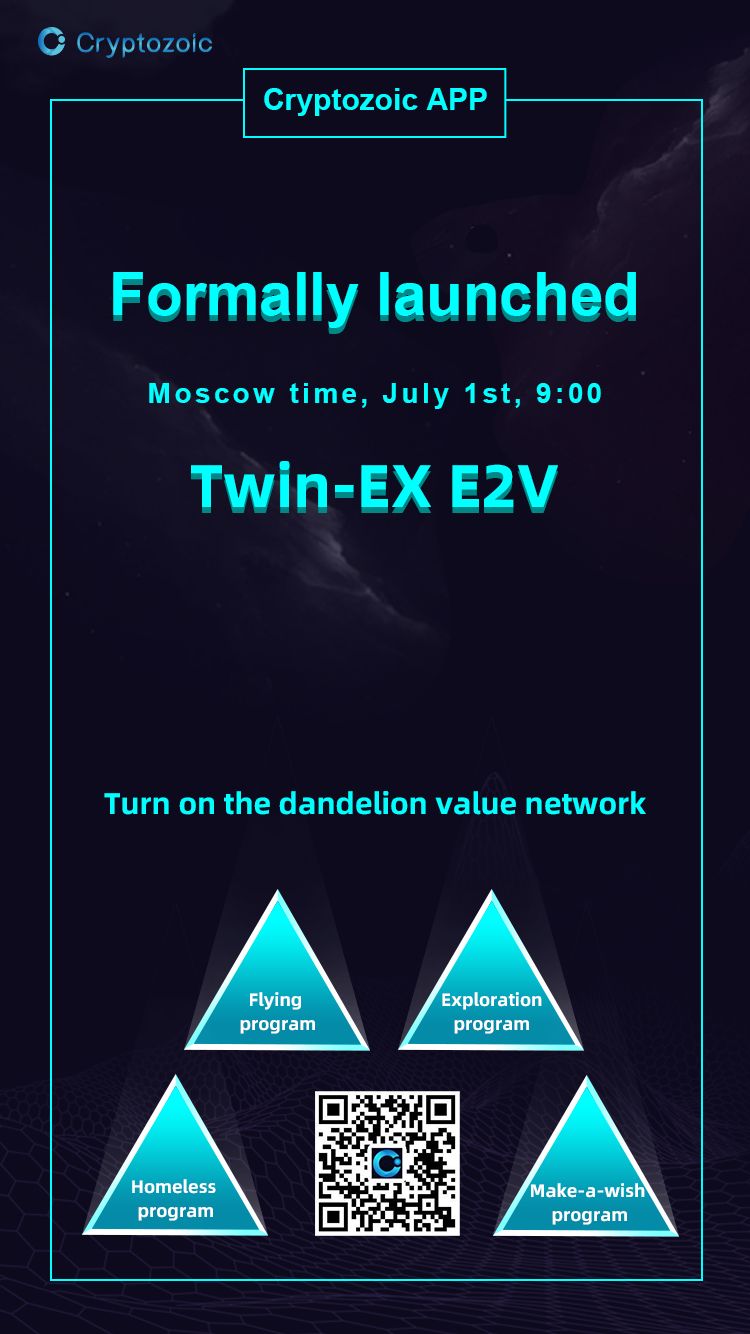 Cryptozoic
Cryptozoic APP
Formally launched
Moscow time, July 1st, 9:00
Twin-EX E2V
Turn on the dandelion value network
Flying
program
Exploration
program
Homeless
program
Make-a-wish
program